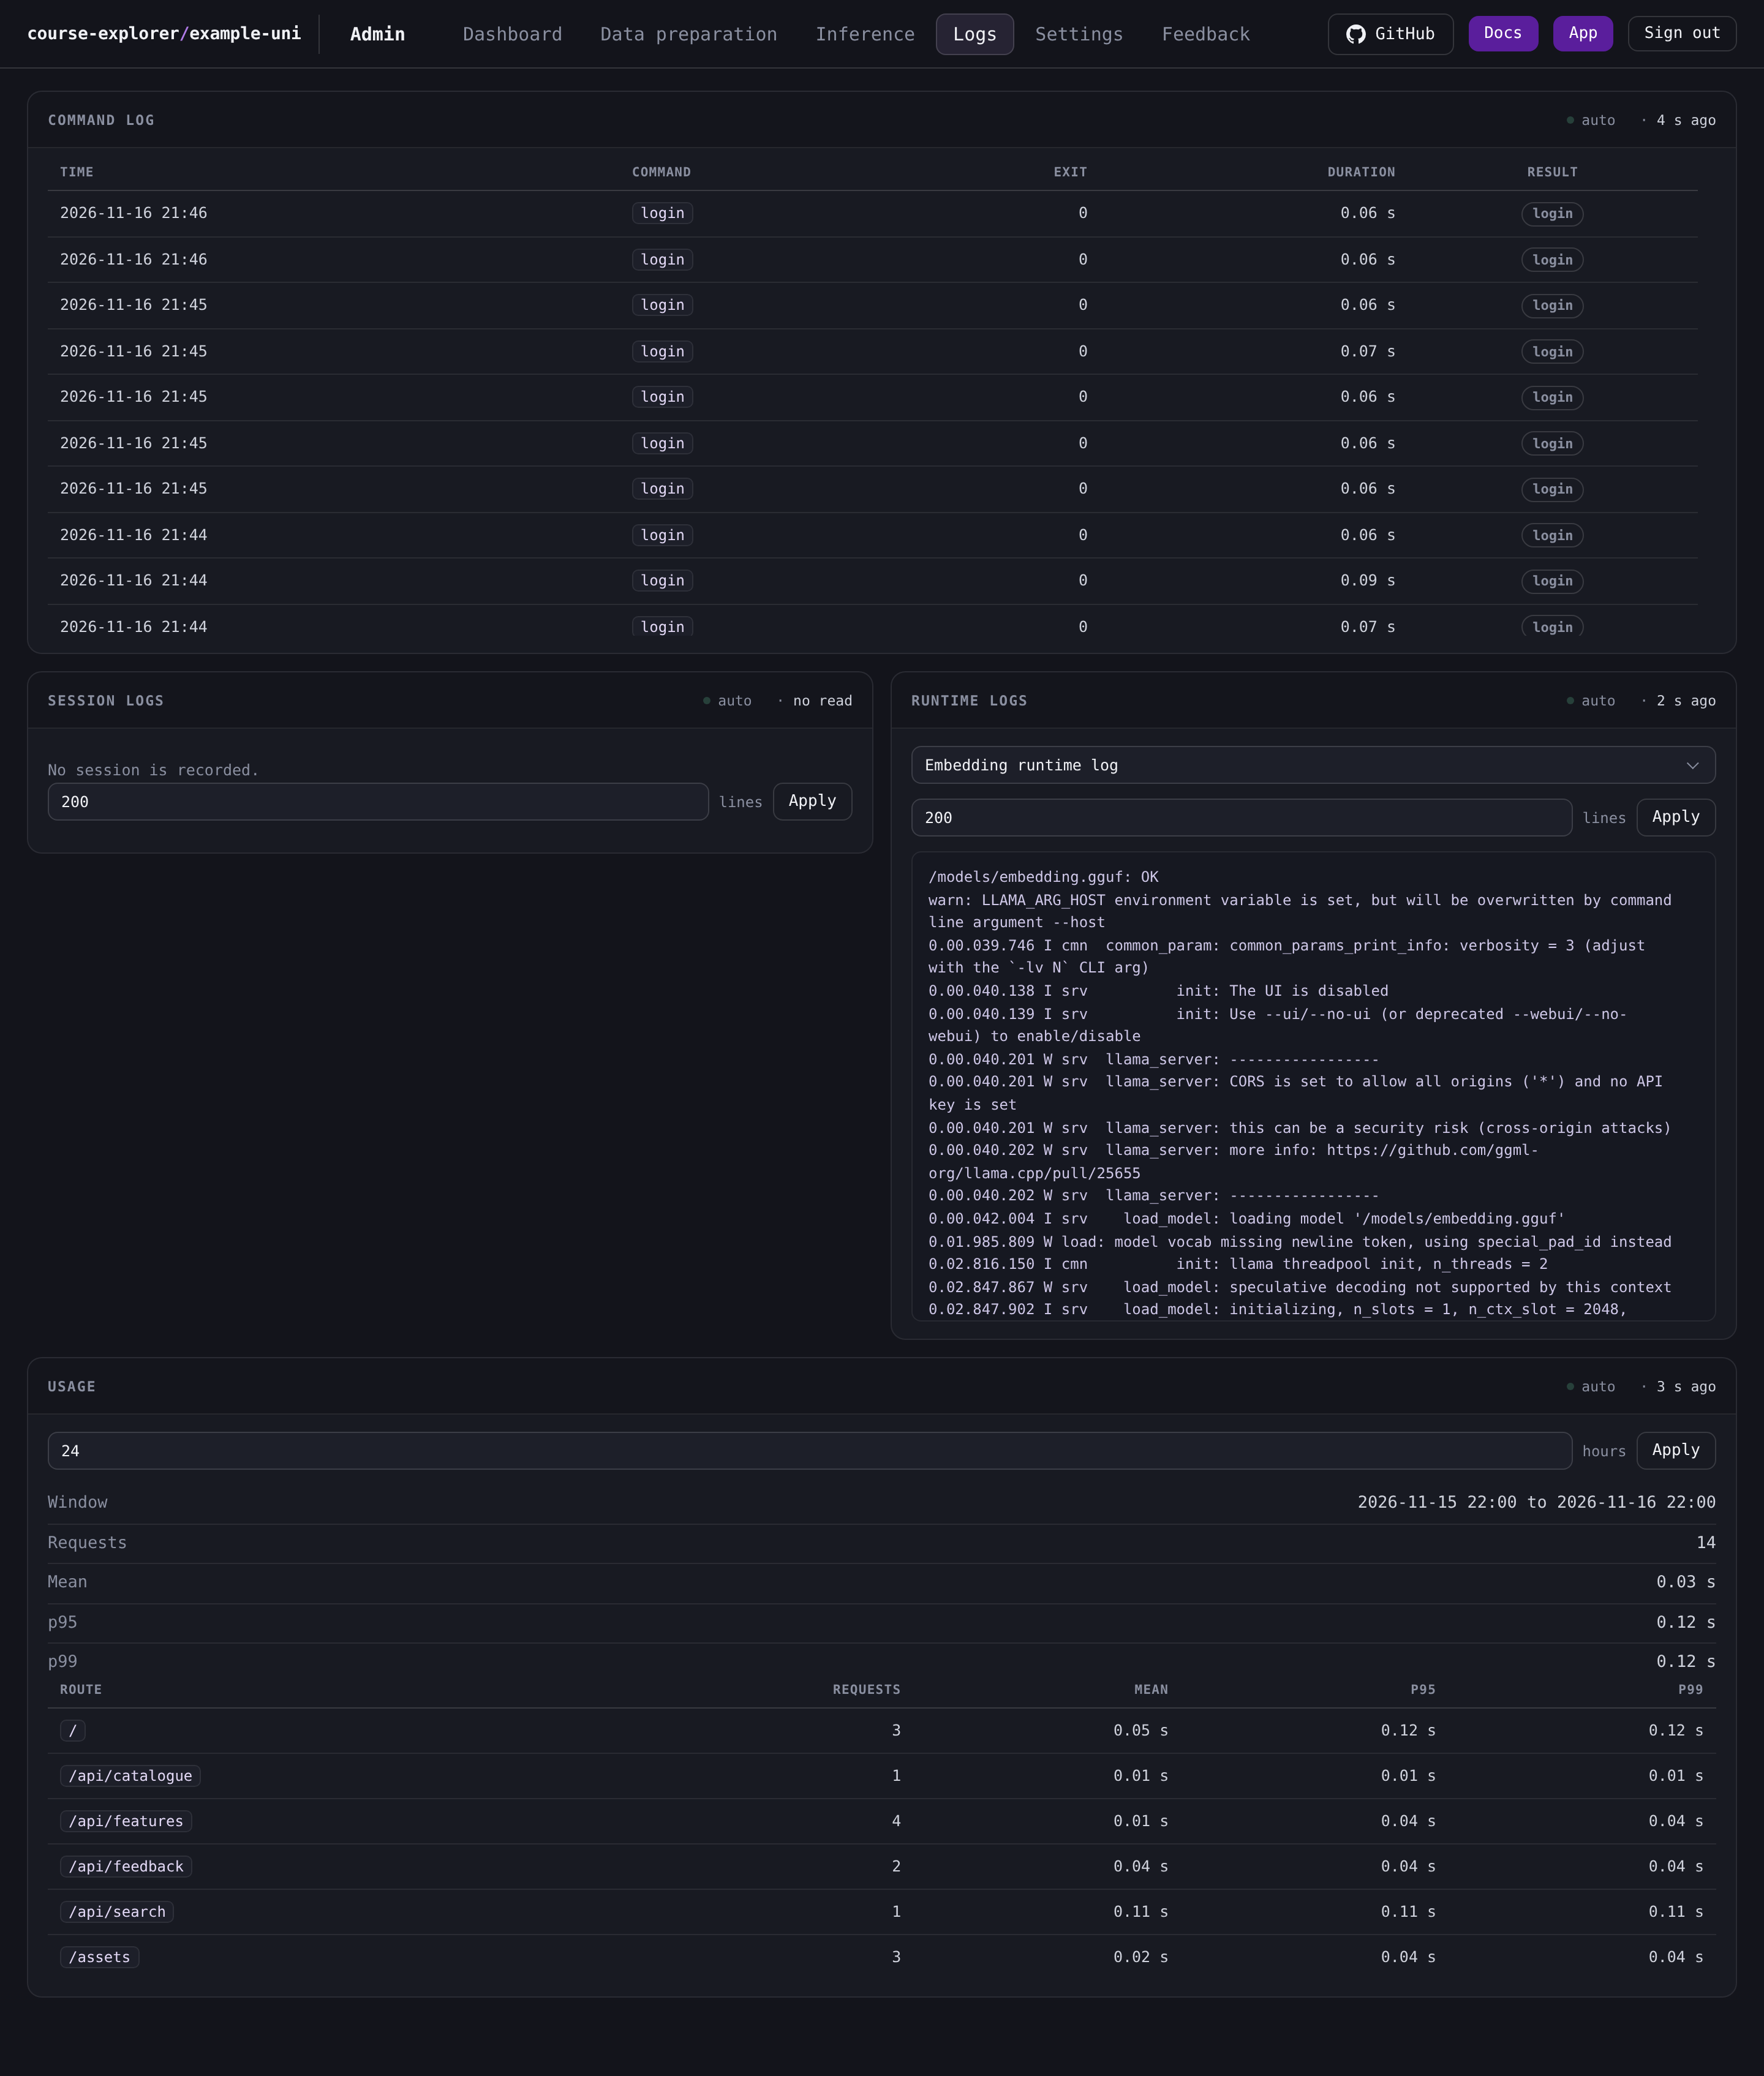 course-explorer/example-uni Admin Dashboard Data preparation Inference Logs Settings Feedback GitHub Docs App Sign out
COMMAND LOG auto · 4 s ago
TIME COMMAND EXIT DURATION RESULT
2026-11-16 21:46 login 0 0.06 s login
2026-11-16 21:46 login 0 0.06 s login
2026-11-16 21:45 login 0 0.06 s login
2026-11-16 21:45 login 0 0.07 s login
2026-11-16 21:45 login 0 0.06 s login
2026-11-16 21:45 login 0 0.06 s login
2026-11-16 21:45 login 0 0.06 s login
2026-11-16 21:44 login 0 0.06 s login
2026-11-16 21:44 login 0 0.09 s login
2026-11-16 21:44 login 0 0.07 s login
SESSION LOGS auto · no read
No session is recorded.
200 lines Apply
RUNTIME LOGS auto · 2 s ago
Embedding runtime log
200 lines Apply
/models/embedding.gguf: OK
warn: LLAMA_ARG_HOST environment variable is set, but will be overwritten by command
line argument --host
0.00.039.746 I cmn  common_param: common_params_print_info: verbosity = 3 (adjust
with the `-lv N` CLI arg)
0.00.040.138 I srv          init: The UI is disabled
0.00.040.139 I srv          init: Use --ui/--no-ui (or deprecated --webui/--no-
webui) to enable/disable
0.00.040.201 W srv  llama_server: -----------------
0.00.040.201 W srv  llama_server: CORS is set to allow all origins ('*') and no API
key is set
0.00.040.201 W srv  llama_server: this can be a security risk (cross-origin attacks)
0.00.040.202 W srv  llama_server: more info: https://github.com/ggml-
org/llama.cpp/pull/25655
0.00.040.202 W srv  llama_server: -----------------
0.00.042.004 I srv    load_model: loading model '/models/embedding.gguf'
0.01.985.809 W load: model vocab missing newline token, using special_pad_id instead
0.02.816.150 I cmn          init: llama threadpool init, n_threads = 2
0.02.847.867 W srv    load_model: speculative decoding not supported by this context
0.02.847.902 I srv    load_model: initializing, n_slots = 1, n_ctx_slot = 2048,
USAGE auto · 3 s ago
24 hours Apply
Window 2026-11-15 22:00 to 2026-11-16 22:00
Requests 14
Mean 0.03 s
p95 0.12 s
p99 0.12 s
ROUTE REQUESTS MEAN P95 P99
/ 3 0.05 s 0.12 s 0.12 s
/api/catalogue 1 0.01 s 0.01 s 0.01 s
/api/features 4 0.01 s 0.04 s 0.04 s
/api/feedback 2 0.04 s 0.04 s 0.04 s
/api/search 1 0.11 s 0.11 s 0.11 s
/assets 3 0.02 s 0.04 s 0.04 s